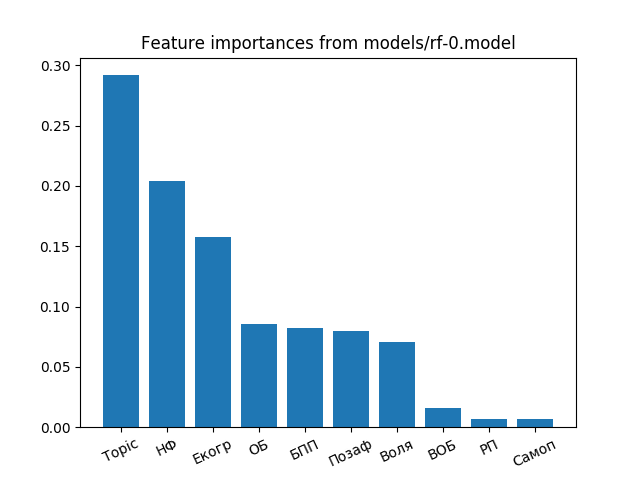 Feature importances from models/rf-0.model
0.30
0.25
0.20
0.15
0.10
0.05
0.00
Topic
НФ
Екогр
ОБ
БПП
Позаф
Воля
ВОБ
РП
Самоп